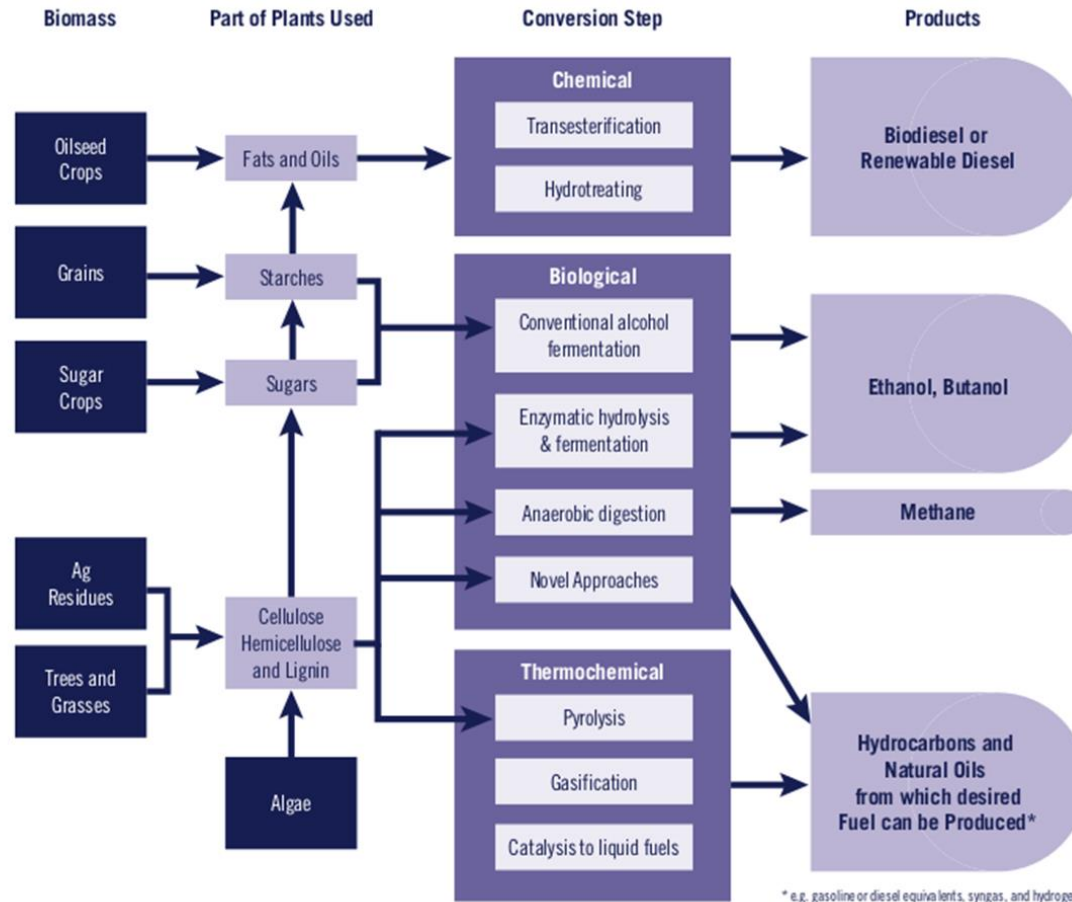 Biomass
Part of Plants Used
Conversion Step
Products
Oilseed
Crops
Grains
Sugar
Crops
Ag
Residues
Trees and
Grasses
Fats and Oils
Starches
Sugars
Cellulose
Hemicellulose
and Lignin
Algae
Chemical
Transesterification
Hydrotreating
Biological
Conventional alcohol
fermentation
Enzymatic hydrolysis
& fermentation
Anaerobic digestion
Novel Approaches
Thermochemical
Pyrolysis
Gasification
Catalysis to liquid fuels
Biodiesel or
Renewable Diesel
Ethanol, Butanol
Methane
Hydrocarbons and
Natural Oils
from which desired
Fuel can be Produced*
* e.g. gasoline or diesel equivalents, syngas, and hydroge